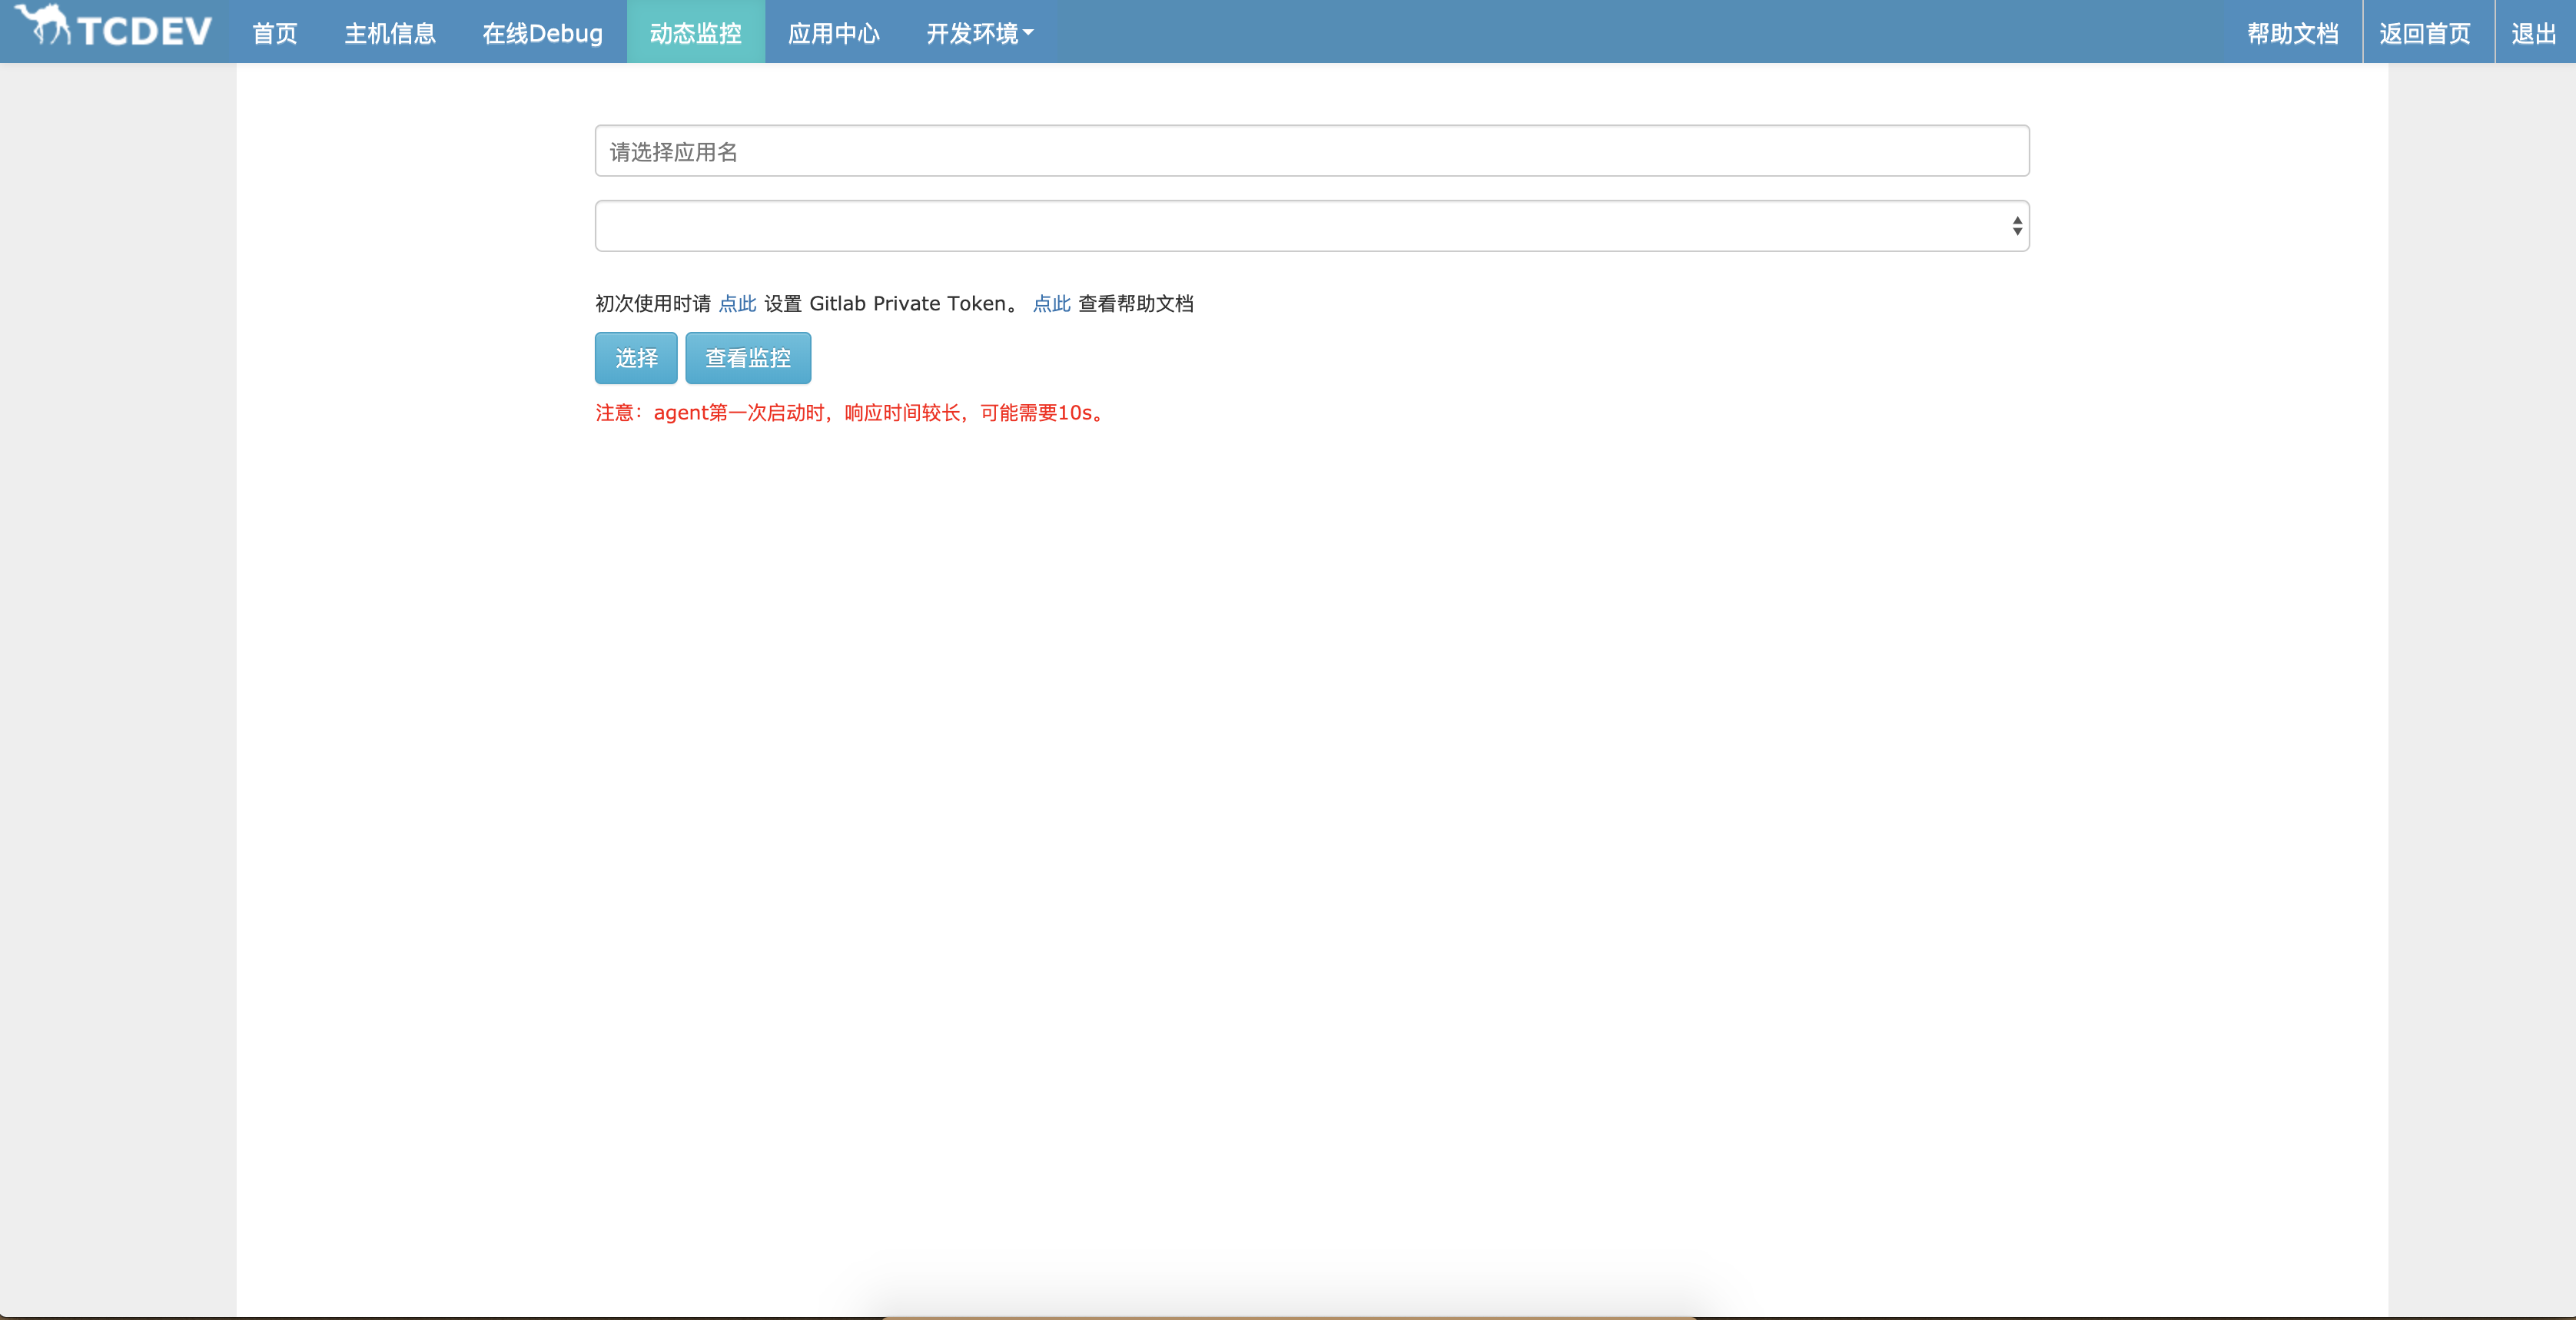 TCDEV 首页 主机信息 在线Debug 动态监控 应用中心 开发环境 帮助文档 返回首页 退出
请选择应用名
初次使用时请 点此 设置 Gitlab Private Token。 点此 查看帮助文档
选择 查看监控
注意：agent第一次启动时，响应时间较长，可能需要10s。